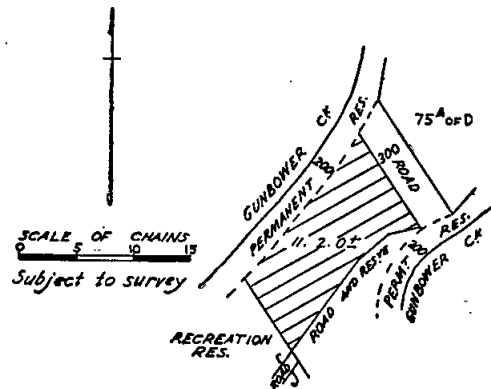 GUNBOWER CK
PERMANENT RES.
200
300
ROAD
75A OF D
SCALE OF CHAINS
0 5 10 15
Subject to survey
11. 2. 0±
ROAD AND RESVE
PERMT RES.
200
GUNBOWER CK
RECREATION
RES.
ROAD